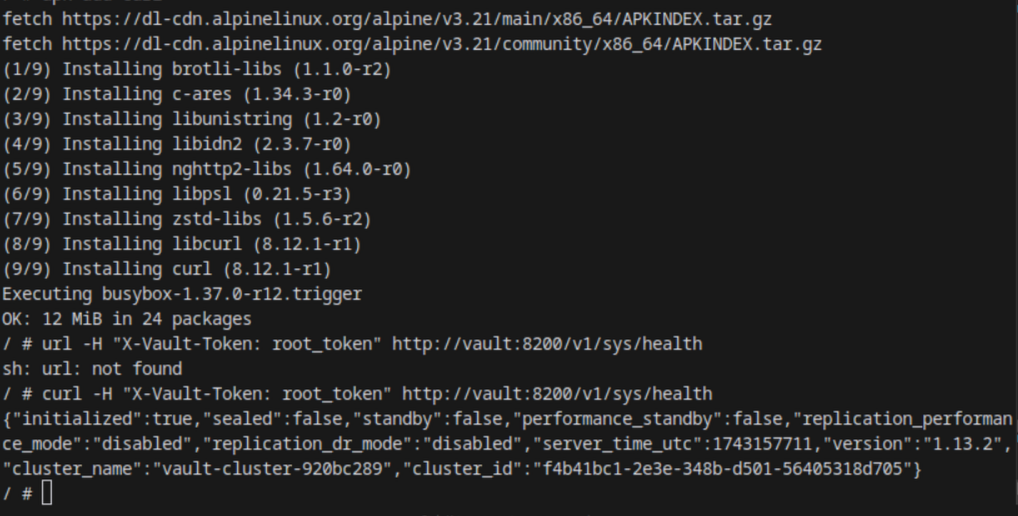 fetch https://dl-cdn.alpinelinux.org/alpine/v3.21/main/x86_64/APKINDEX.tar.gz
fetch https://dl-cdn.alpinelinux.org/alpine/v3.21/community/x86_64/APKINDEX.tar.gz
(1/9) Installing brotli-libs (1.1.0-r2)
(2/9) Installing c-ares (1.34.3-r0)
(3/9) Installing libunistring (1.2-r0)
(4/9) Installing libidn2 (2.3.7-r0)
(5/9) Installing nghttp2-libs (1.64.0-r0)
(6/9) Installing libpsl (0.21.5-r3)
(7/9) Installing zstd-libs (1.5.6-r2)
(8/9) Installing libcurl (8.12.1-r1)
(9/9) Installing curl (8.12.1-r1)
Executing busybox-1.37.0-r12.trigger
OK: 12 MiB in 24 packages
/ # url -H "X-Vault-Token: root_token" http://vault:8200/v1/sys/health
sh: url: not found
/ # curl -H "X-Vault-Token: root_token" http://vault:8200/v1/sys/health
{"initialized":true,"sealed":false,"standby":false,"performance_standby":false,"replication_performan
ce_mode":"disabled","replication_dr_mode":"disabled","server_time_utc":1743157711,"version":"1.13.2",
"cluster_name":"vault-cluster-920bc289","cluster_id":"f4b41bc1-2e3e-348b-d501-56405318d705"}
/ #